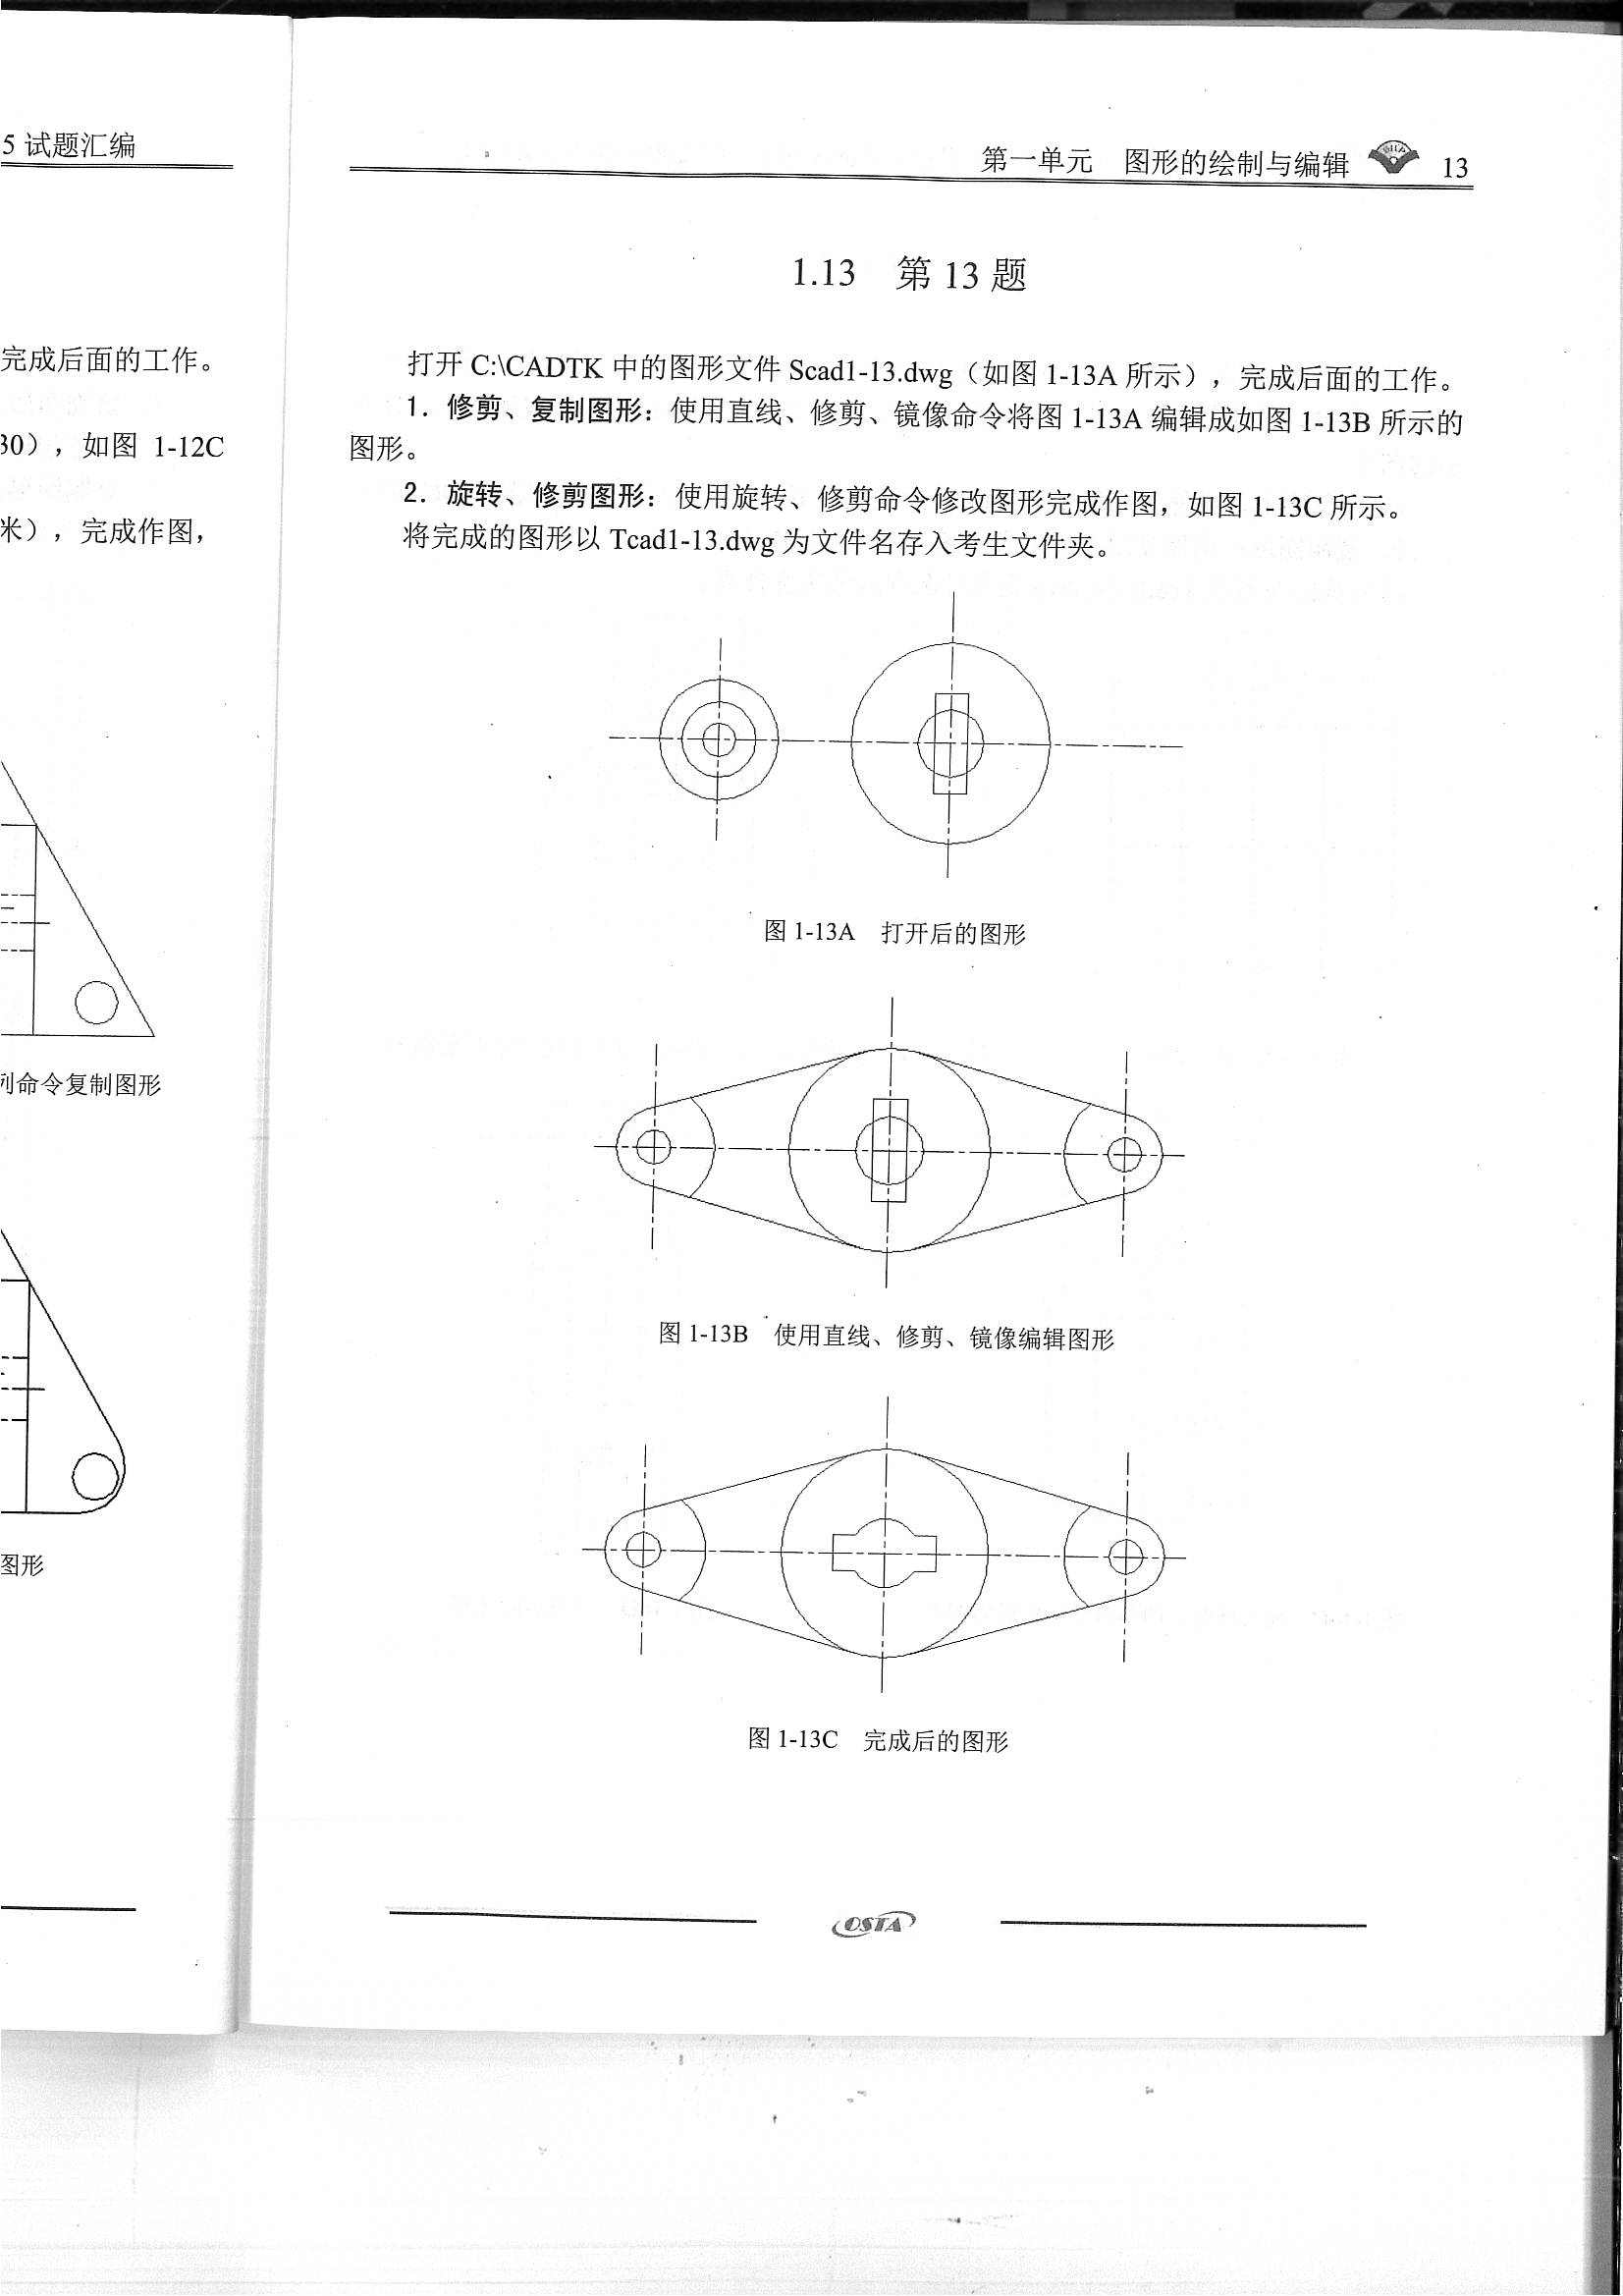 5 试题汇编
完成后面的工作。
30），如图 1-12C
米），完成作图，
列命令复制图形
图形
第一单元 图形的绘制与编辑 13
1.13 第 13 题
打开 C:\CADTK 中的图形文件 Scad1-13.dwg（如图 1-13A 所示），完成后面的工作。
1．修剪、复制图形：使用直线、修剪、镜像命令将图 1-13A 编辑成如图 1-13B 所示的
图形。
2．旋转、修剪图形：使用旋转、修剪命令修改图形完成作图，如图 1-13C 所示。
将完成的图形以 Tcad1-13.dwg 为文件名存入考生文件夹。
图 1-13A 打开后的图形
图 1-13B 使用直线、修剪、镜像编辑图形
图 1-13C 完成后的图形
OSTA